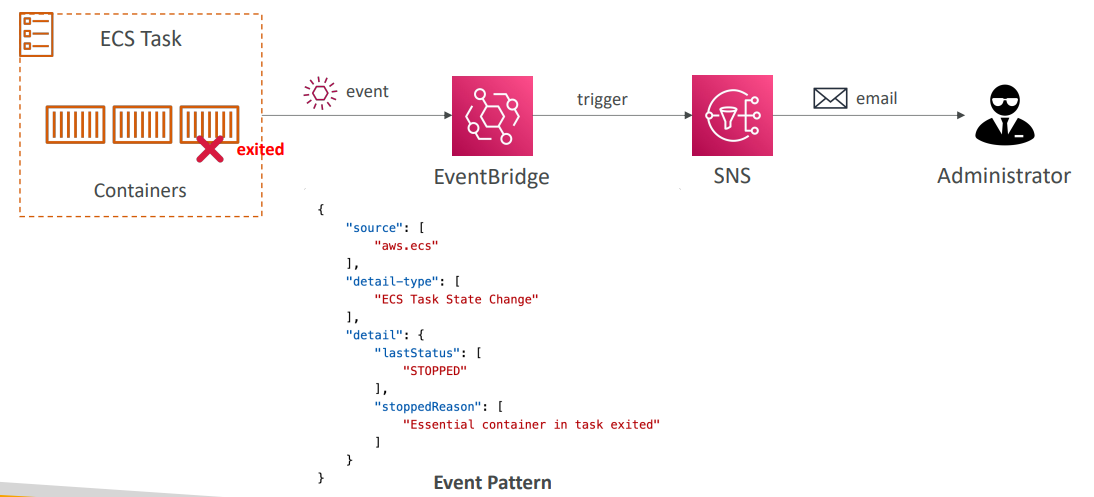 ECS Task
event
trigger
email
exited
Containers
EventBridge
SNS
Administrator
{
    "source": [
        "aws.ecs"
    ],
    "detail-type": [
        "ECS Task State Change"
    ],
    "detail": {
        "lastStatus": [
            "STOPPED"
        ],
        "stoppedReason": [
            "Essential container in task exited"
        ]
    }
}
Event Pattern